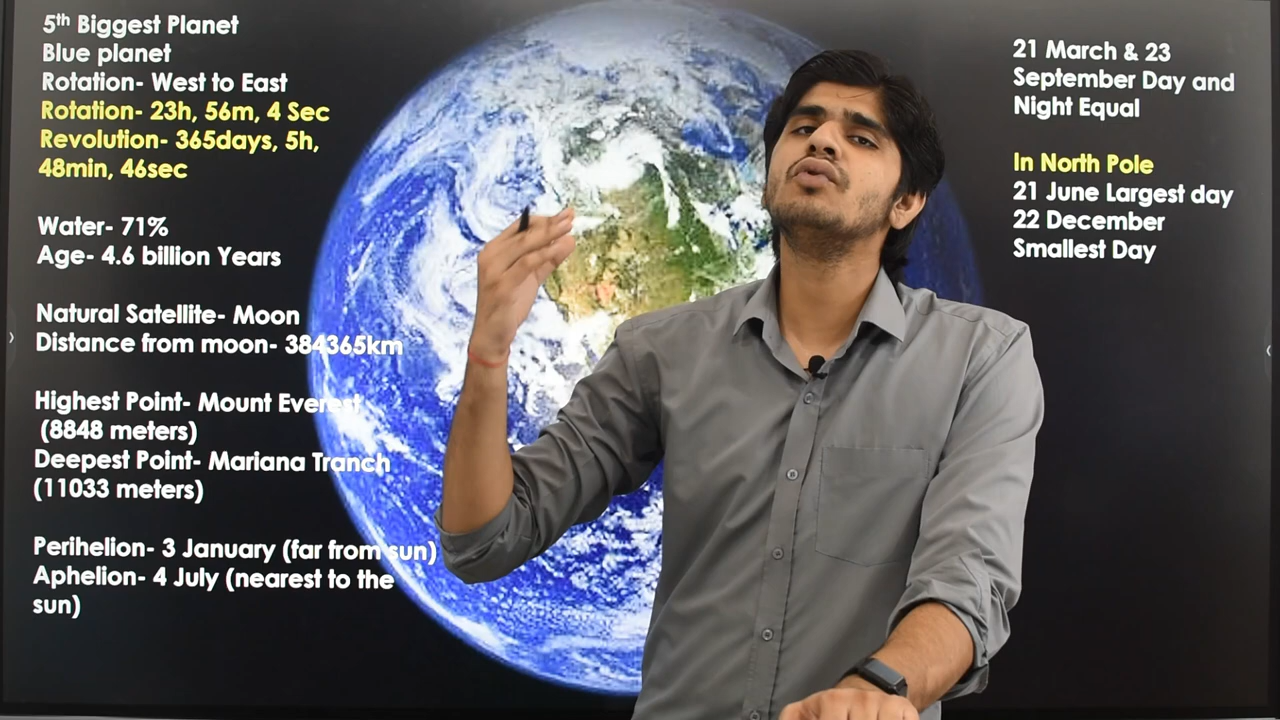 5th Biggest Planet
Blue planet
Rotation- West to East
Rotation- 23h, 56m, 4 Sec
Revolution- 365days, 5h,
48min, 46sec
Water- 71%
Age- 4.6 billion Years
Natural Satellite- Moon
Distance from moon- 384365km
Highest Point- Mount Everest
(8848 meters)
Deepest Point- Mariana Tranch
(11033 meters)
Perihelion- 3 January (far from sun)
Aphelion- 4 July (nearest to the
sun)
21 March & 23
September Day and
Night Equal
In North Pole
21 June Largest day
22 December
Smallest Day